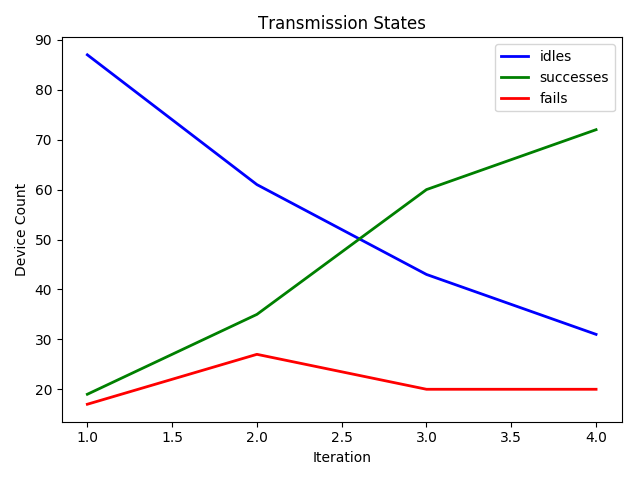 Transmission States
90
80
70
60
50
40
30
20
Device Count
idles
successes
fails
1.0 1.5 2.0 2.5 3.0 3.5 4.0
Iteration